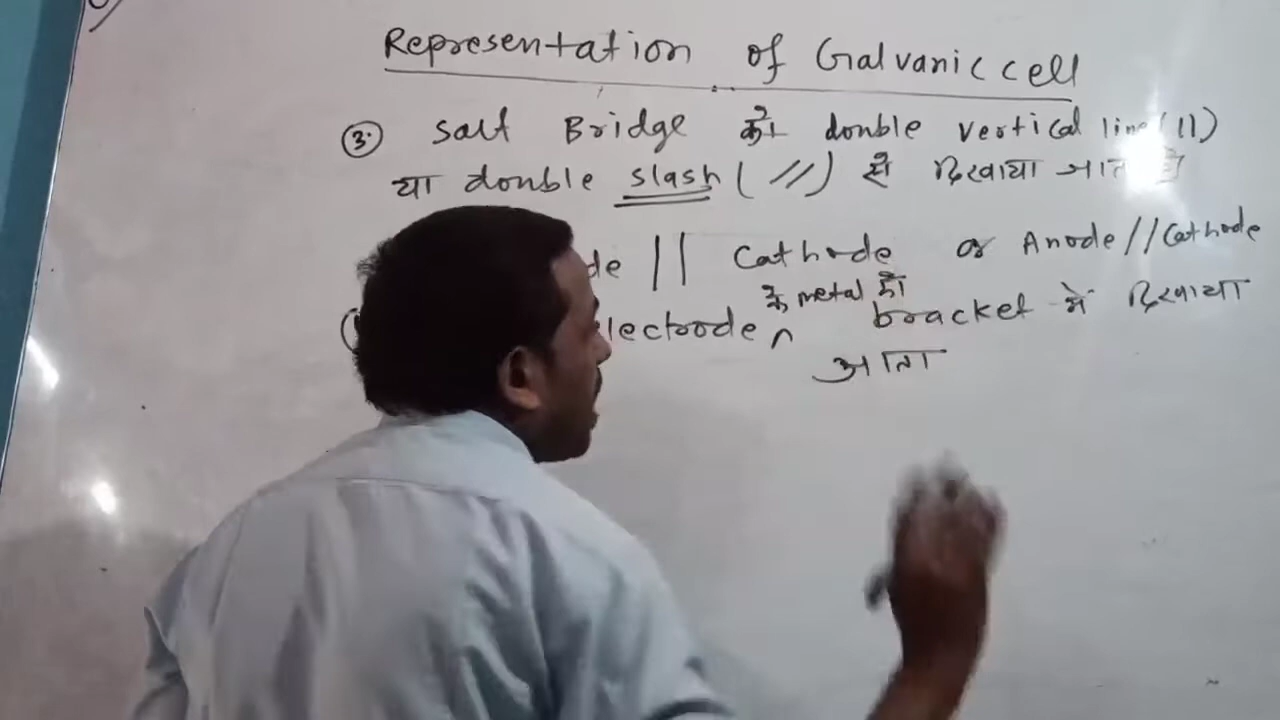 Representation of Galvanic cell
③ salt Bridge को double vertical line (||)
या double slash (//) से दिखाया जाता है
de || Cathode or Anode//Cathode
के metal को
lectrode ^ bracket में दिखाया
जाता